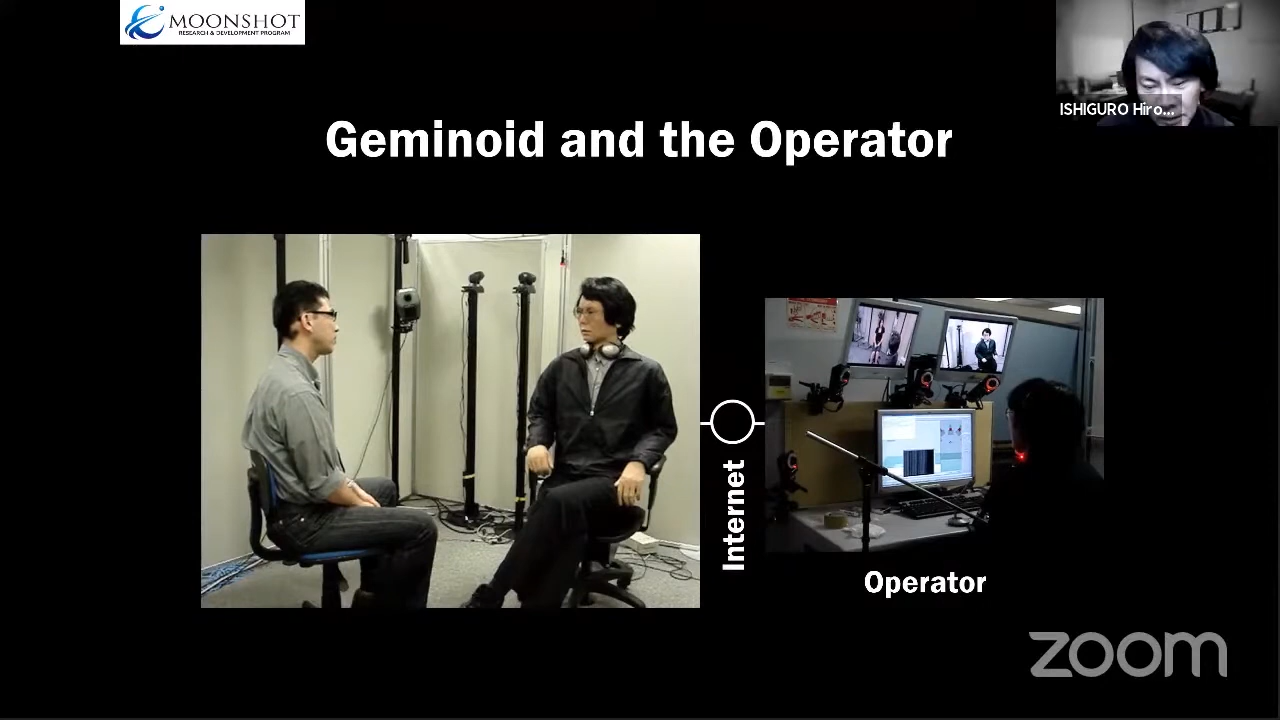 MOONSHOT
RESEARCH & DEVELOPMENT PROGRAM
ISHIGURO Hiro...
Geminoid and the Operator
Internet
Operator
zoom